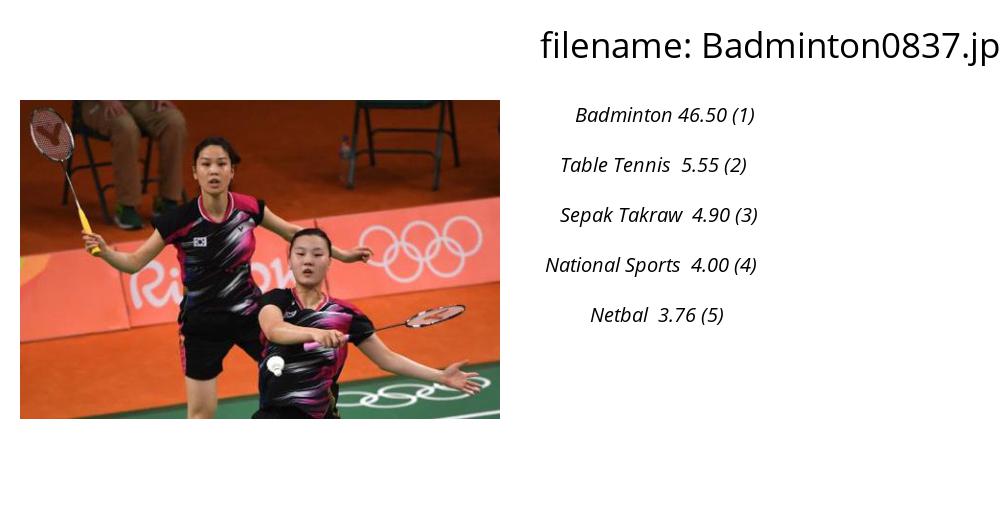 filename: Badminton0837.jp
Badminton 46.50 (1)
Table Tennis 5.55 (2)
Sepak Takraw 4.90 (3)
National Sports 4.00 (4)
Netbal 3.76 (5)